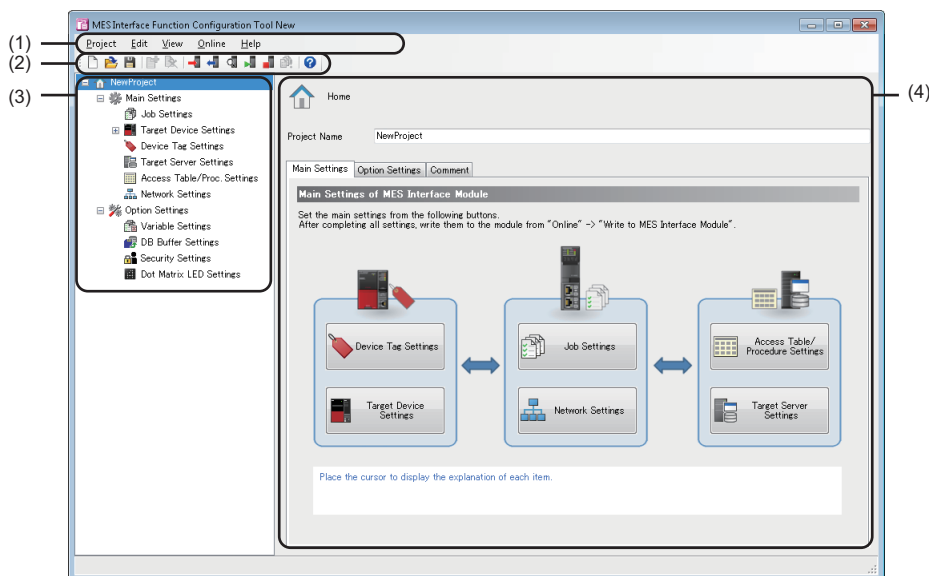 MES Interface Function Configuration Tool New
(1)
Project Edit View Online Help
(2)
(3)
NewProject
Main Settings
Job Settings
Target Device Settings
Device Tag Settings
Target Server Settings
Access Table/Proc. Settings
Network Settings
Option Settings
Variable Settings
DB Buffer Settings
Security Settings
Dot Matrix LED Settings
(4)
Home
Project Name NewProject
Main Settings Option Settings Comment
Main Settings of MES Interface Module
Set the main settings from the following buttons.
After completing all settings, write them to the module from "Online" -> "Write to MES Interface Module".
Device Tag Settings
Target Device
Settings
Job Settings
Network Settings
Access Table/
Procedure Settings
Target Server
Settings
Place the cursor to display the explanation of each item.